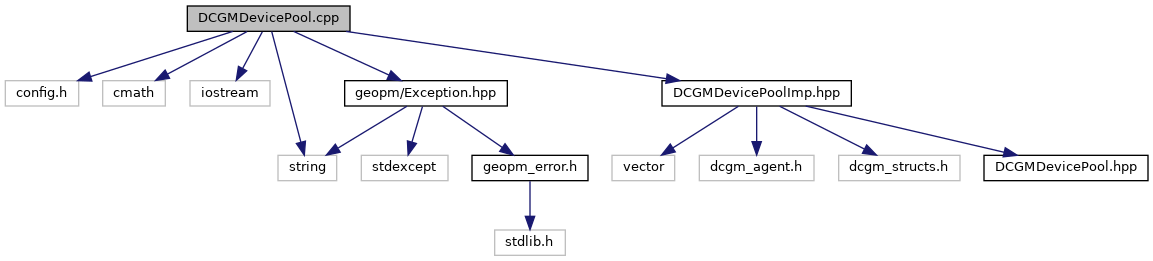 DCGMDevicePool.cpp
config.h
cmath
iostream
geopm/Exception.hpp
DCGMDevicePoolImp.hpp
string
stdexcept
geopm_error.h
vector
dcgm_agent.h
dcgm_structs.h
DCGMDevicePool.hpp
stdlib.h